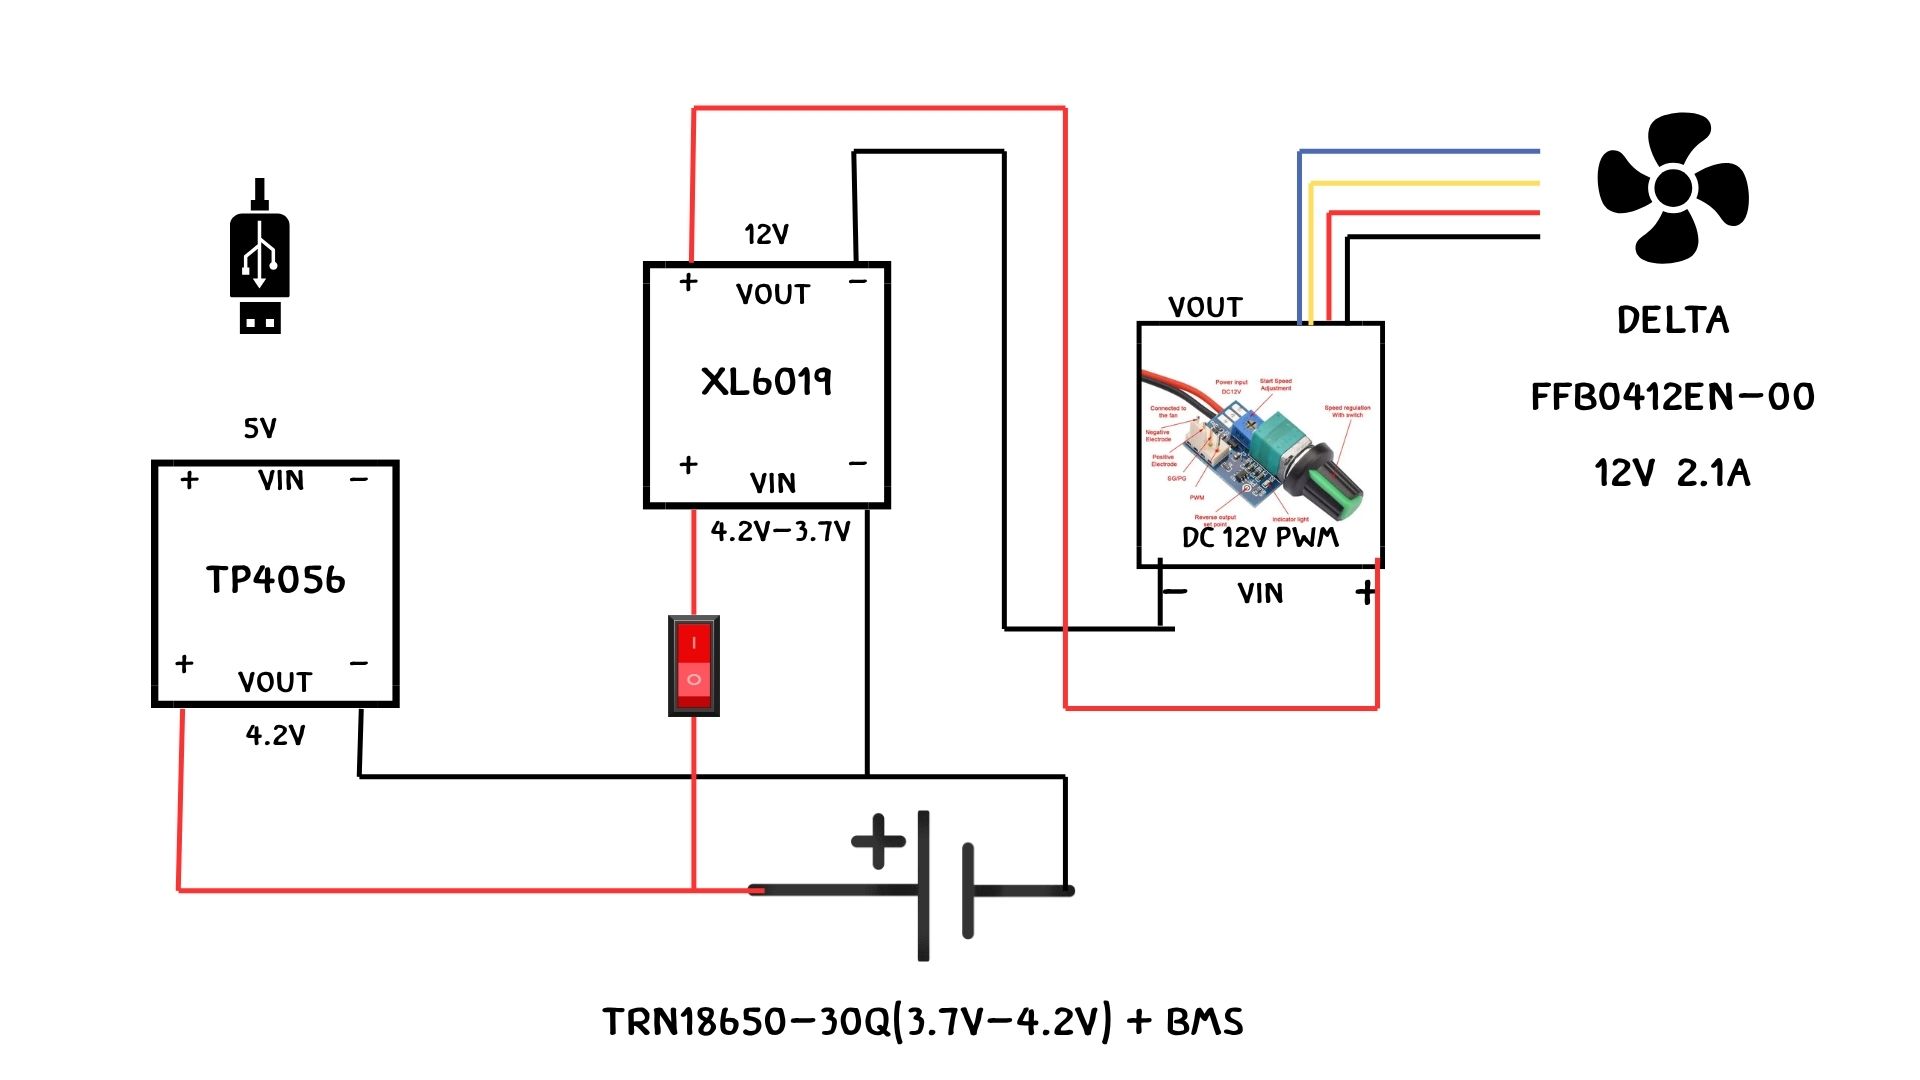 12V
+ VOUT −
XL6019
+ VIN −
4.2V−3.7V
I
O
5V
+ VIN −
TP4056
+ VOUT −
4.2V
VOUT
Power input
DC12V
Start Speed
Adjustment
Connected to
the fan
Speed regulation
With switch
Negative
Electrode
Positive
Electrode
SG/PG
PWM
Reverse output
set point
Indicator light
DC 12V PWM
− VIN +
DELTA
FFB0412EN−00
12V 2.1A
+
TRN18650−30Q(3.7V−4.2V) + BMS